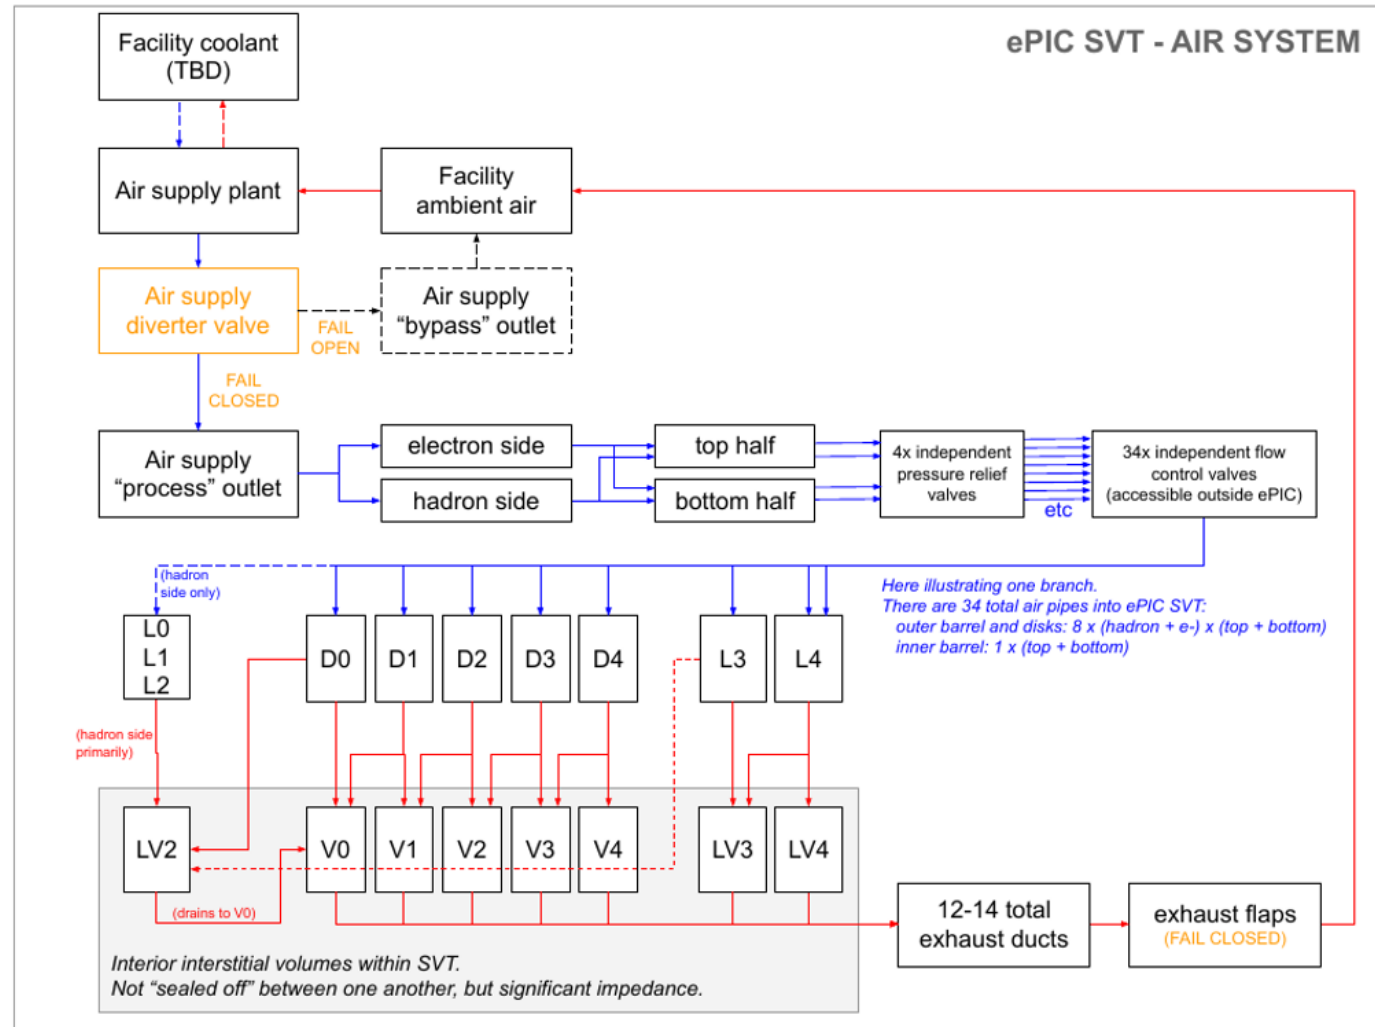 ePIC SVT - AIR SYSTEM
Facility coolant
(TBD)
Air supply plant
Facility
ambient air
Air supply
diverter valve
FAIL
OPEN
Air supply
“bypass” outlet
FAIL
CLOSED
Air supply
“process” outlet
electron side
hadron side
top half
bottom half
4x independent
pressure relief
valves
etc
34x independent flow
control valves
(accessible outside ePIC)
(hadron
side only)
Here illustrating one branch.
There are 34 total air pipes into ePIC SVT:
outer barrel and disks: 8 x (hadron + e-) x (top + bottom)
inner barrel: 1 x (top + bottom)
L0
L1
L2
D0
D1
D2
D3
D4
L3
L4
(hadron side
primarily)
LV2
V0
V1
V2
V3
V4
LV3
LV4
(drains to V0)
12-14 total
exhaust ducts
exhaust flaps
(FAIL CLOSED)
Interior interstitial volumes within SVT.
Not “sealed off” between one another, but significant impedance.